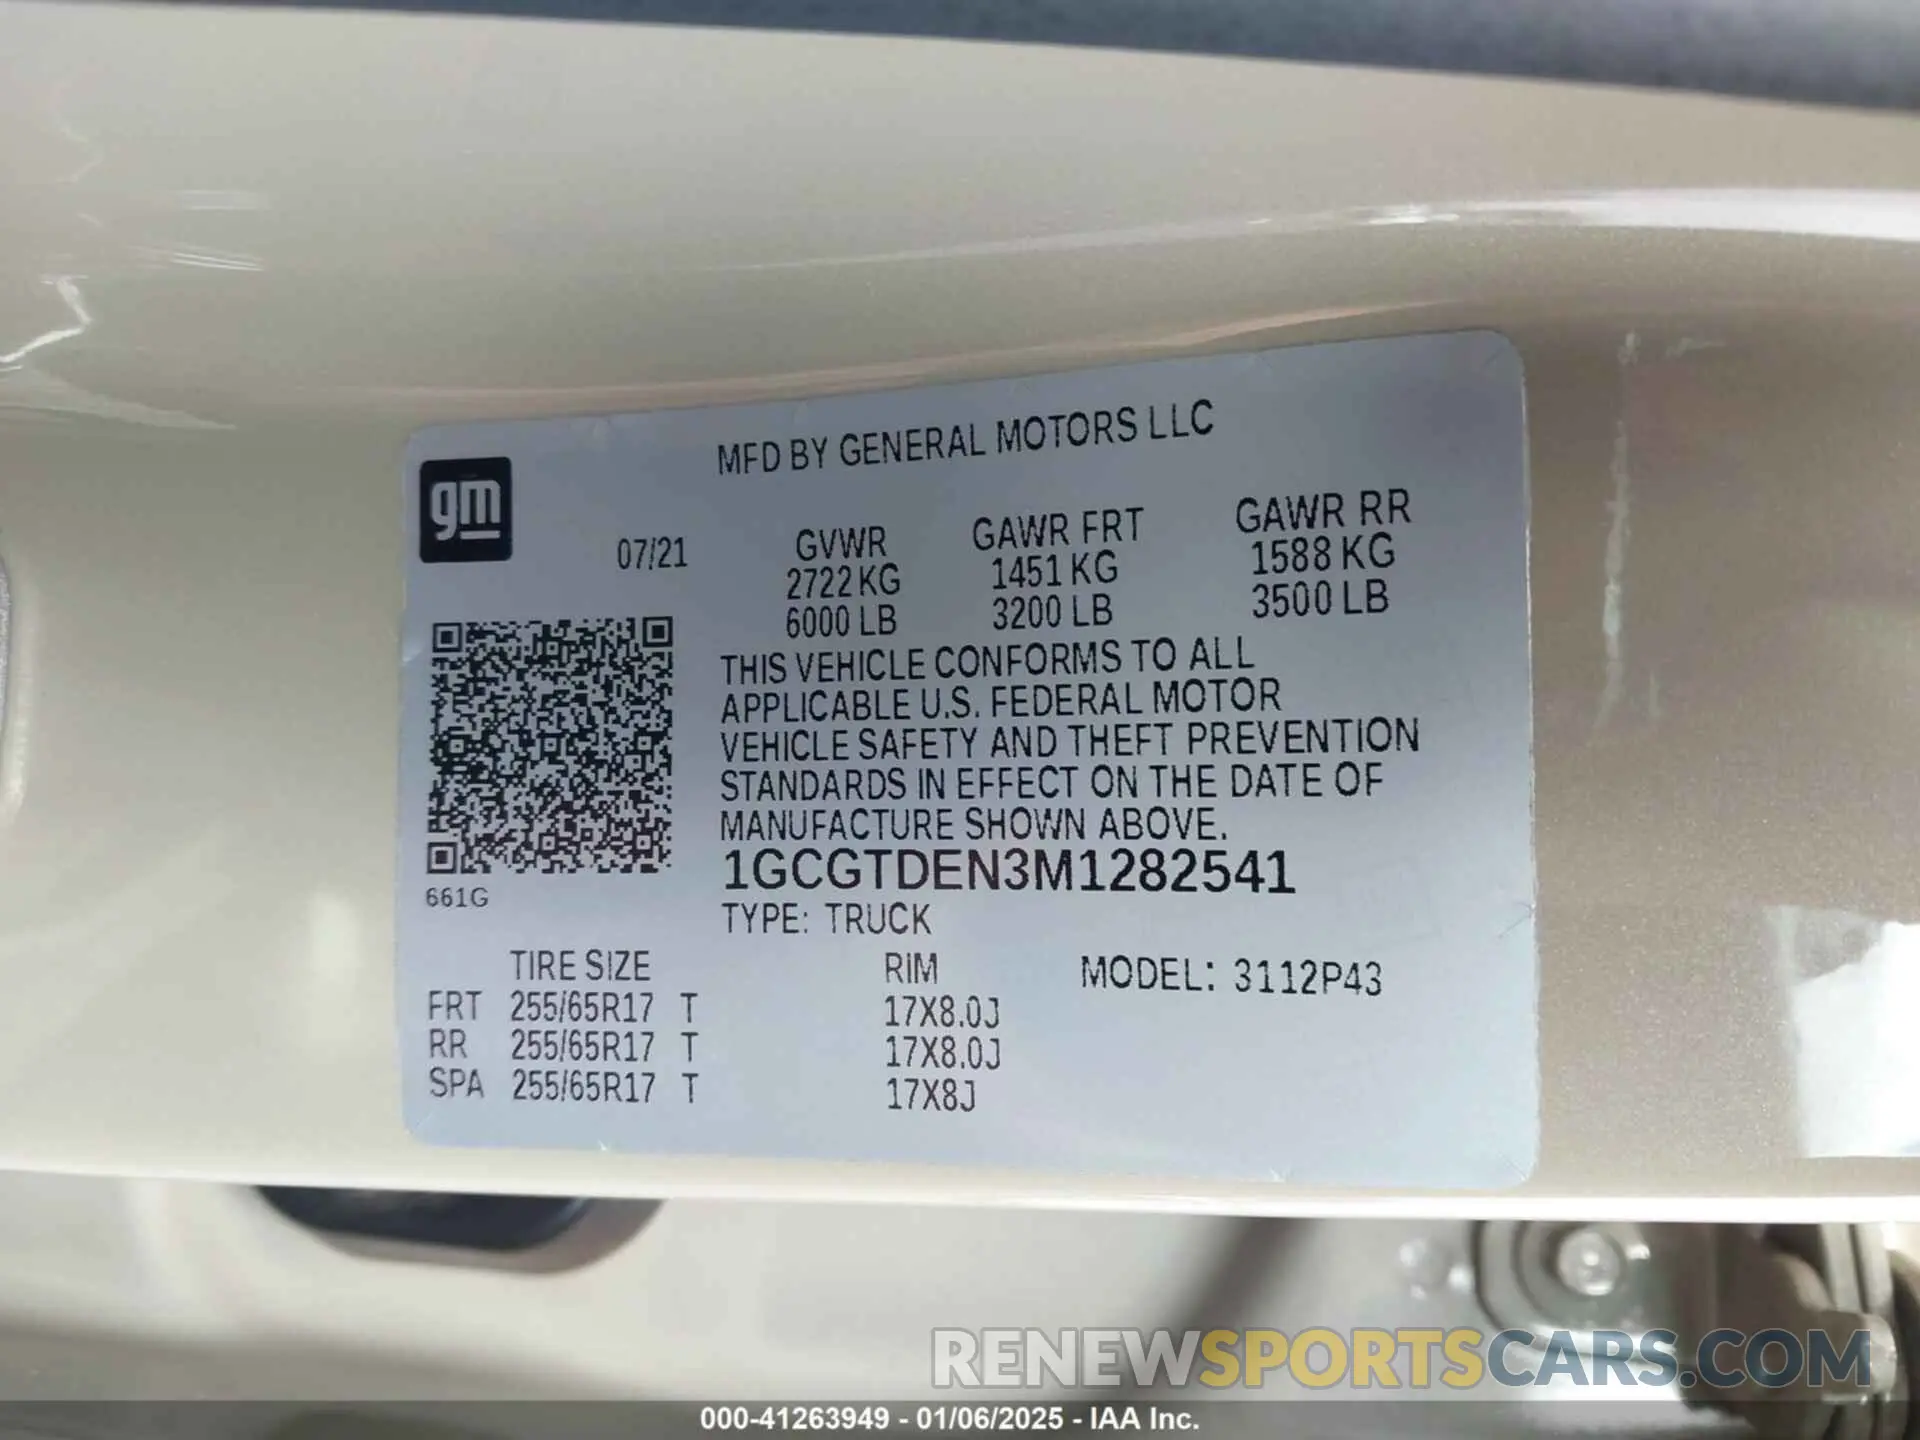 MFD BY GENERAL MOTORS LLC
gm
07/21 GVWR GAWR FRT GAWR RR
2722 KG 1451 KG 1588 KG
6000 LB 3200 LB 3500 LB
THIS VEHICLE CONFORMS TO ALL
APPLICABLE U.S. FEDERAL MOTOR
VEHICLE SAFETY AND THEFT PREVENTION
STANDARDS IN EFFECT ON THE DATE OF
MANUFACTURE SHOWN ABOVE.
1GCGTDEN3M1282541
661G
TYPE: TRUCK
TIRE SIZE RIM MODEL: 3112P43
FRT 255/65R17 T 17X8.0J
RR 255/65R17 T 17X8.0J
SPA 255/65R17 T 17X8J
RENEWSPORTSCARS.COM
000-41263949 - 01/06/2025 - IAA Inc.